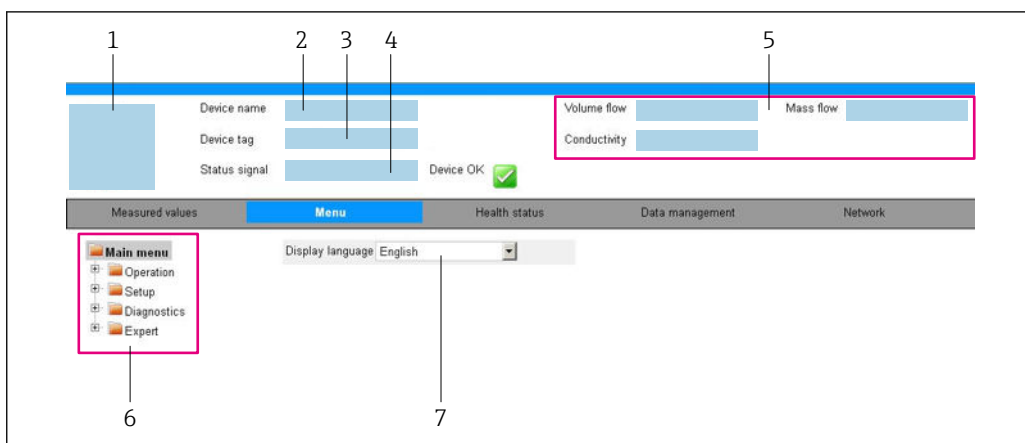 1 2 3 4 5
Device name Volume flow Mass flow
Device tag Conductivity
Status signal Device OK
Measured values Menu Health status Data management Network
Main menu Display language English
Operation
Setup
Diagnostics
Expert
6 7